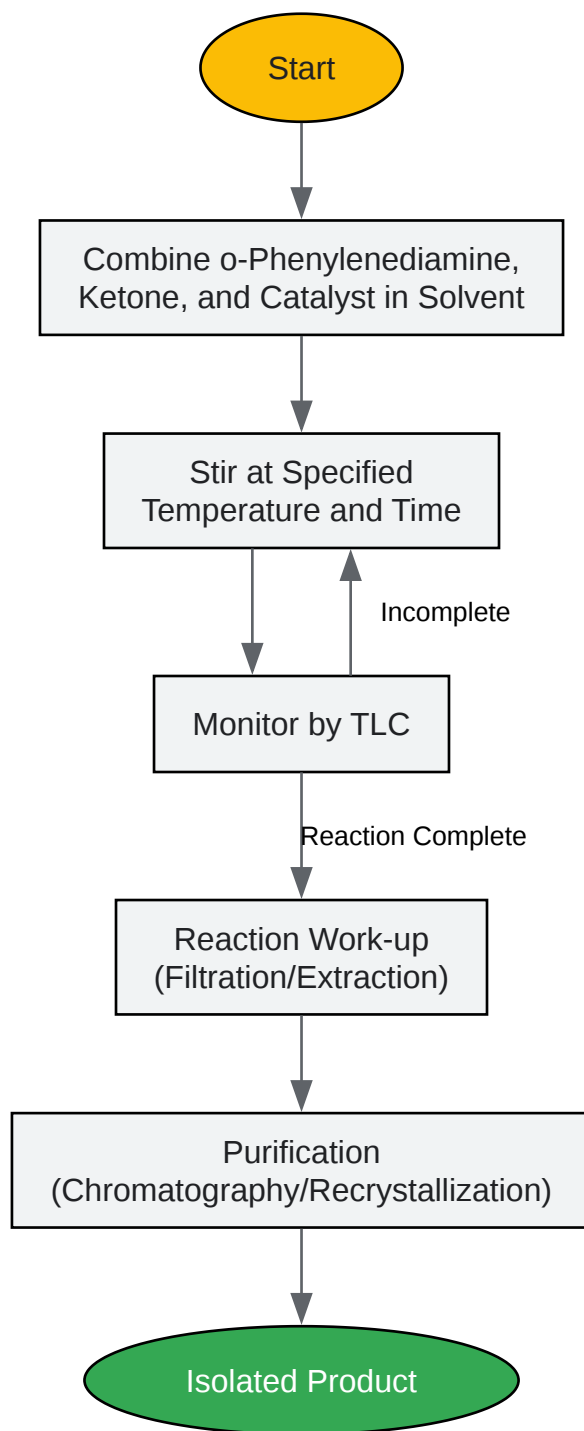 Start
Combine o-Phenylenediamine,
Ketone, and Catalyst in Solvent
Stir at Specified
Temperature and Time
Incomplete
Monitor by TLC
Reaction Complete
Reaction Work-up
(Filtration/Extraction)
Purification
(Chromatography/Recrystallization)
Isolated Product